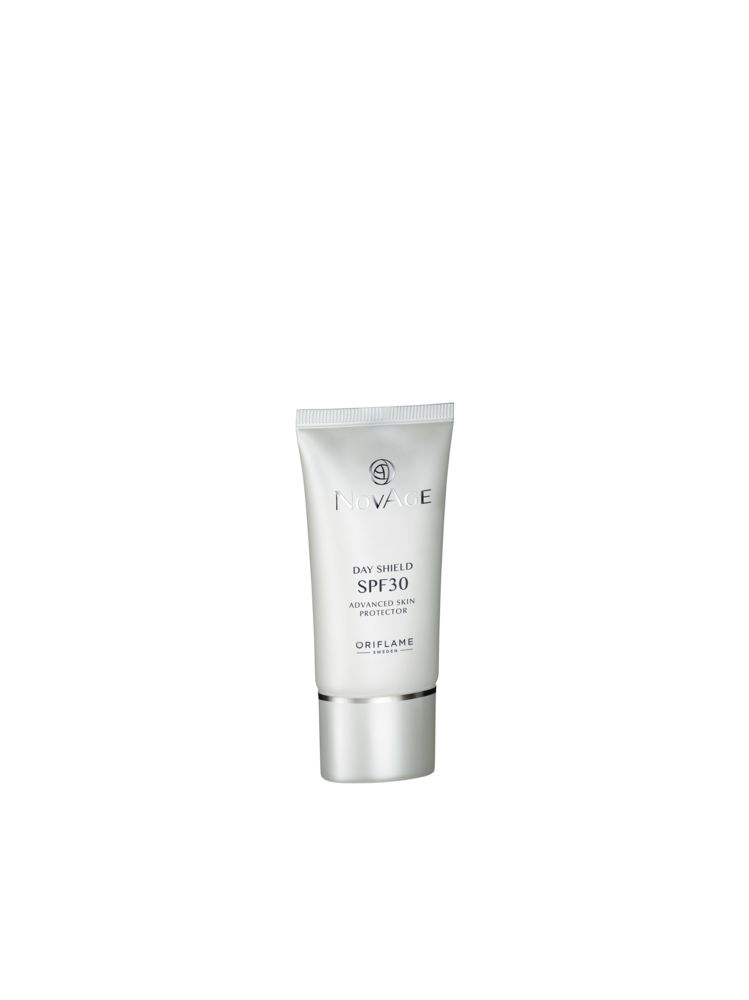 NOVAGE
DAY SHIELD
SPF30
ADVANCED SKIN
PROTECTOR
ORIFLAME
SWEDEN